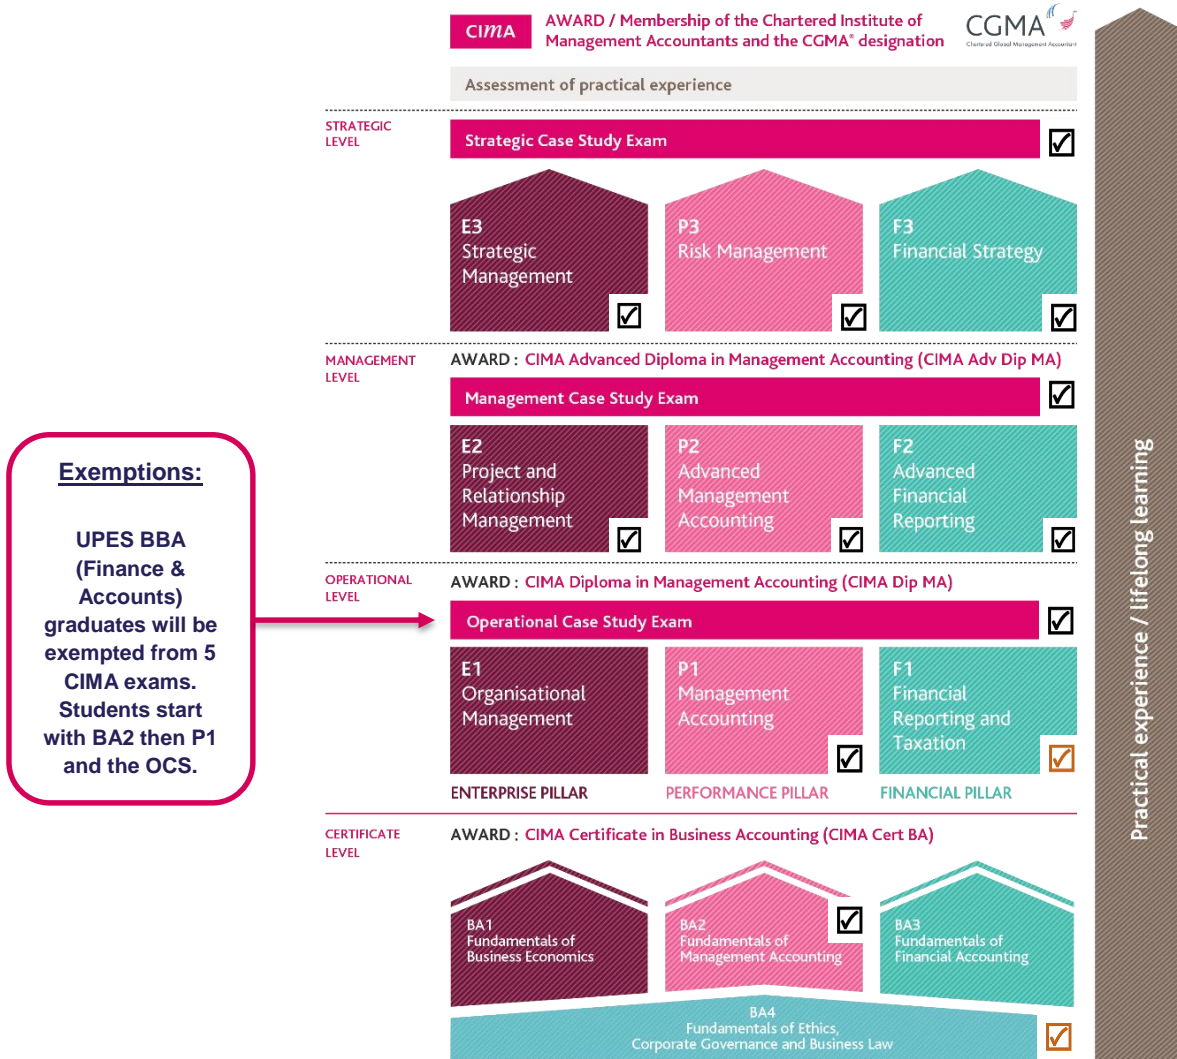 CIMA
AWARD / Membership of the Chartered Institute of
Management Accountants and the CGMA® designation
CGMA
Chartered Global Management Accountant
Assessment of practical experience
STRATEGIC
LEVEL
Strategic Case Study Exam
E3
Strategic
Management
P3
Risk Management
F3
Financial Strategy
MANAGEMENT
LEVEL
AWARD : CIMA Advanced Diploma in Management Accounting (CIMA Adv Dip MA)
Management Case Study Exam
E2
Project and
Relationship
Management
P2
Advanced
Management
Accounting
F2
Advanced
Financial
Reporting
Exemptions:
UPES BBA
(Finance &
Accounts)
graduates will be
exempted from 5
CIMA exams.
Students start
with BA2 then P1
and the OCS.
OPERATIONAL
LEVEL
AWARD : CIMA Diploma in Management Accounting (CIMA Dip MA)
Operational Case Study Exam
E1
Organisational
Management
P1
Management
Accounting
F1
Financial
Reporting and
Taxation
ENTERPRISE PILLAR
PERFORMANCE PILLAR
FINANCIAL PILLAR
CERTIFICATE
LEVEL
AWARD : CIMA Certificate in Business Accounting (CIMA Cert BA)
BA1
Fundamentals of
Business Economics
BA2
Fundamentals of
Management Accounting
BA3
Fundamentals of
Financial Accounting
BA4
Fundamentals of Ethics,
Corporate Governance and Business Law
Practical experience / lifelong learning